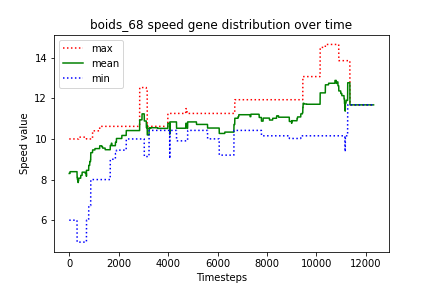 boids_68 speed gene distribution over time
max
mean
min
Speed value
14
12
10
8
6
0 2000 4000 6000 8000 10000 12000
Timesteps